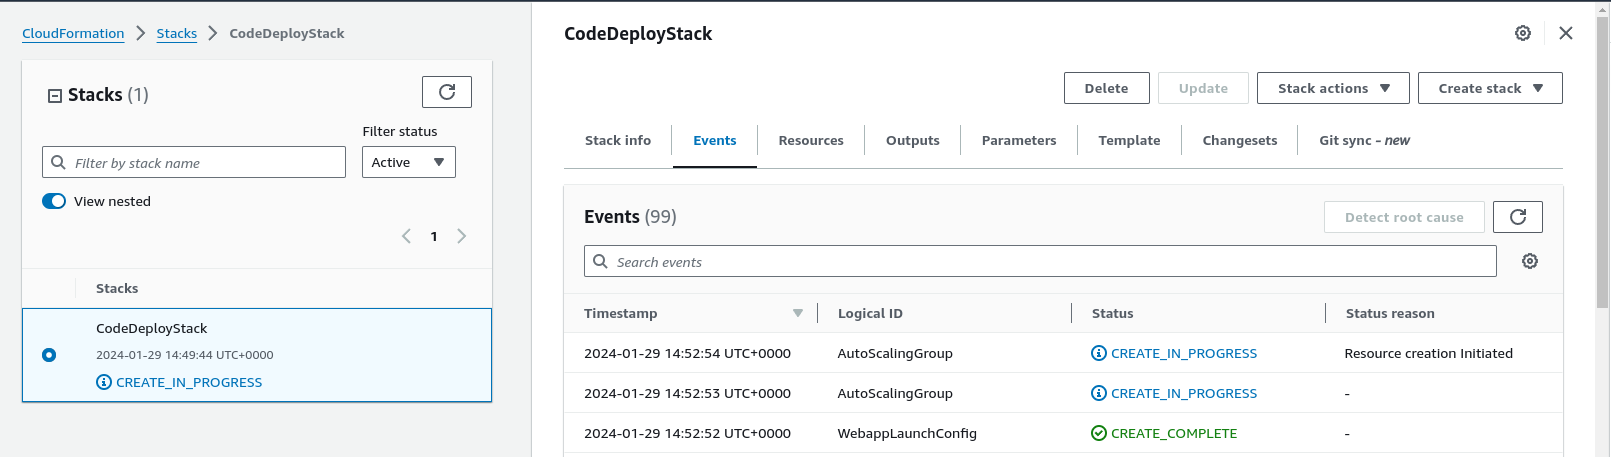 CloudFormation > Stacks > CodeDeployStack
Stacks (1)
Filter status
Filter by stack name
Active
View nested
1
Stacks
CodeDeployStack
2024-01-29 14:49:44 UTC+0000
CREATE_IN_PROGRESS
CodeDeployStack
Delete Update Stack actions Create stack
Stack info Events Resources Outputs Parameters Template Changesets Git sync - new
Events (99)
Detect root cause
Search events
Timestamp Logical ID Status Status reason
2024-01-29 14:52:54 UTC+0000 AutoScalingGroup CREATE_IN_PROGRESS Resource creation Initiated
2024-01-29 14:52:53 UTC+0000 AutoScalingGroup CREATE_IN_PROGRESS -
2024-01-29 14:52:52 UTC+0000 WebappLaunchConfig CREATE_COMPLETE -